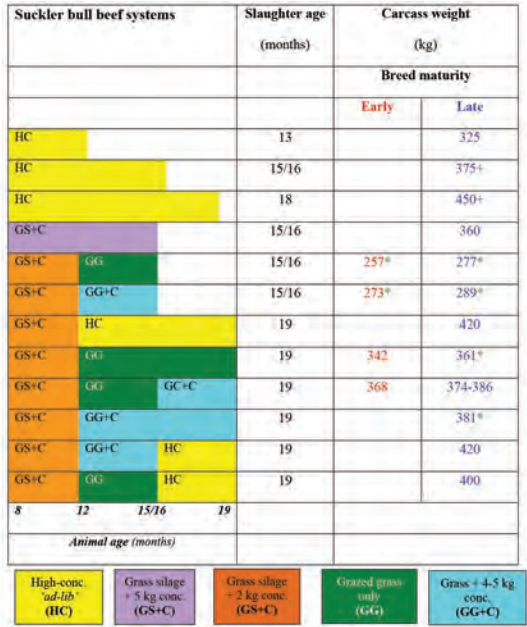 Suckler bull beef systems Slaughter age Carcass weight
(months) (kg)
Breed maturity
Early Late
HC 13 325
HC 15/16 375+
HC 18 450+
GS+C 15/16 360
GS+C GG 15/16 257* 277*
GS+C GG+C 15/16 273* 289*
GS+C HC 19 420
GS+C GG 19 342 361*
GS+C GG GC+C 19 368 374-386
GS+C GG+C 381*
GS+C GG+C HC 19 420
GS+C GG HC 19 400
8 12 15/16 19
Animal age (months)
High-conc. Grass silage Grass silage Grazed grass Grass + 4-5 kg
'ad-lib' + 5 kg conc. + 2 kg conc. only conc.
(HC) (GS+C) (GS+C) (GG) (GG+C)